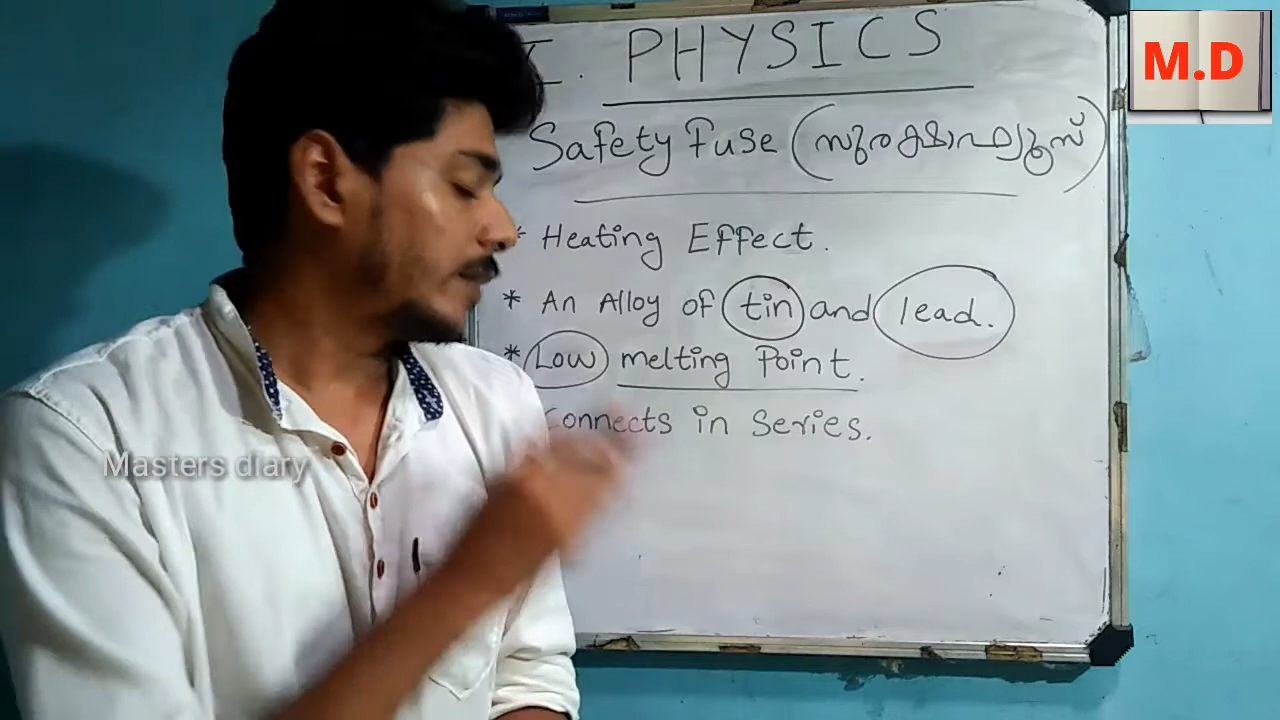 I. PHYSICS
M.D
Safety Fuse (സുരക്ഷാഫ്യൂസ്)
* Heating Effect.
* An Alloy of tin and lead.
* Low melting Point.
Connects in Series.
Masters diary